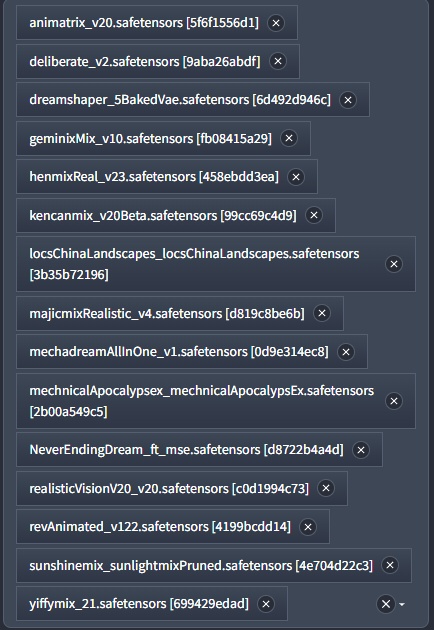 animatrix_v20.safetensors [5f6f1556d1]
deliberate_v2.safetensors [9aba26abdf]
dreamshaper_5BakedVae.safetensors [6d492d946c]
geminixMix_v10.safetensors [fb08415a29]
henmixReal_v23.safetensors [458ebdd3ea]
kencanmix_v20Beta.safetensors [99cc69c4d9]
locsChinaLandscapes_locsChinaLandscapes.safetensors
[3b35b72196]
majicmixRealistic_v4.safetensors [d819c8be6b]
mechadreamAllInOne_v1.safetensors [0d9e314ec8]
mechnicalApocalypsex_mechnicalApocalypsEx.safetensors
[2b00a549c5]
NeverEndingDream_ft_mse.safetensors [d8722b4a4d]
realisticVisionV20_v20.safetensors [c0d1994c73]
revAnimated_v122.safetensors [4199bcdd14]
sunshinemix_sunlightmixPruned.safetensors [4e704d22c3]
yiffymix_21.safetensors [699429edad]